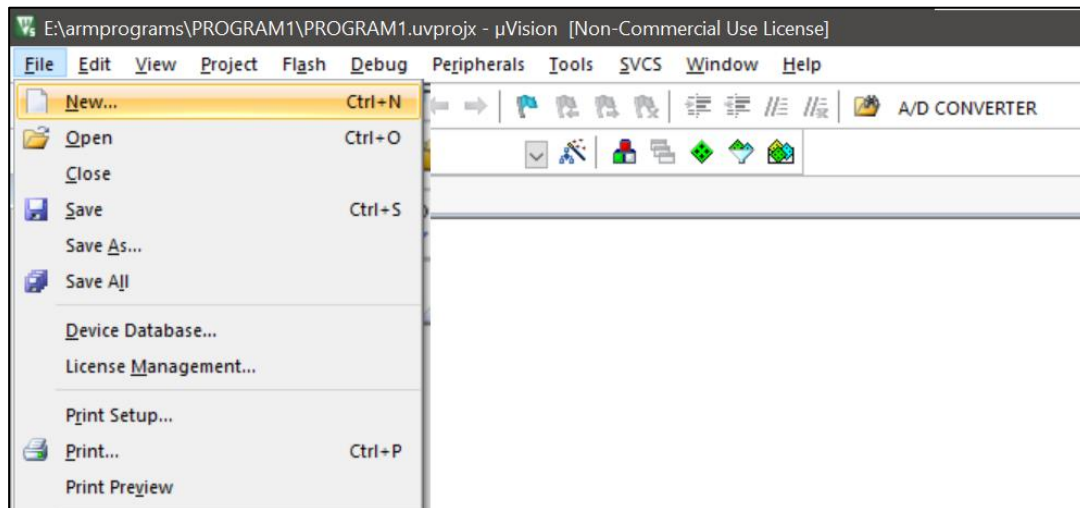 E:\armprograms\PROGRAM1\PROGRAM1.uvprojx - µVision [Non-Commercial Use License]
File Edit View Project Flash Debug Peripherals Tools SVCS Window Help
New... Ctrl+N
A/D CONVERTER
Open Ctrl+O
Close
Save Ctrl+S
Save As...
Save All
Device Database...
License Management...
Print Setup...
Print... Ctrl+P
Print Preview